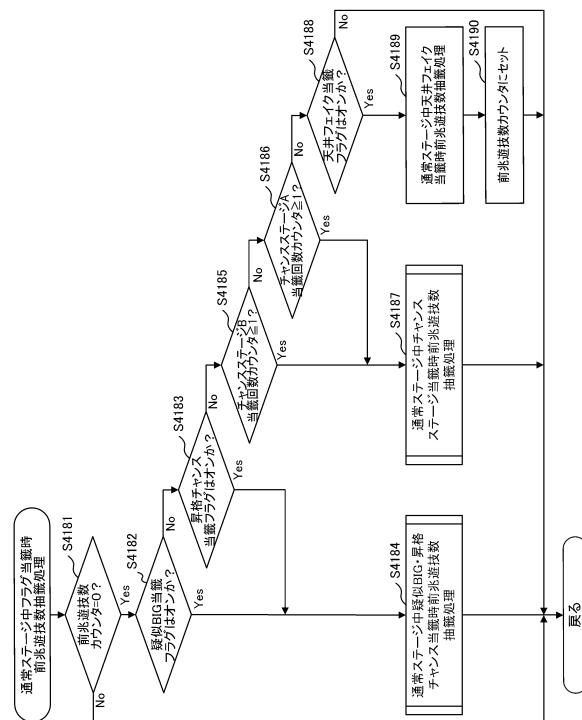 通常ステージ中フラグ当籤時
前兆遊技数抽籤処理
S4181
前兆遊技数
カウンタ=0?
No
Yes
S4182
疑似BIG当籤
フラグはオンか?
No
Yes
S4183
昇格チャンス
当籤フラグはオンか?
No
Yes
S4184
通常ステージ中疑似BIG・昇格
チャンス当籤時前兆遊技数
抽籤処理
S4185
チャンスステージB
当籤回数カウンタ≧1?
No
Yes
S4186
チャンスステージA
当籤回数カウンタ≧1?
No
Yes
S4187
通常ステージ中チャンス
ステージ当籤時前兆遊技数
抽籤処理
S4188
天井フェイク当籤
フラグはオンか?
No
Yes
S4189
通常ステージ中天井フェイク
当籤時前兆遊技数抽籤処理
S4190
前兆遊技数カウンタにセット
戻る